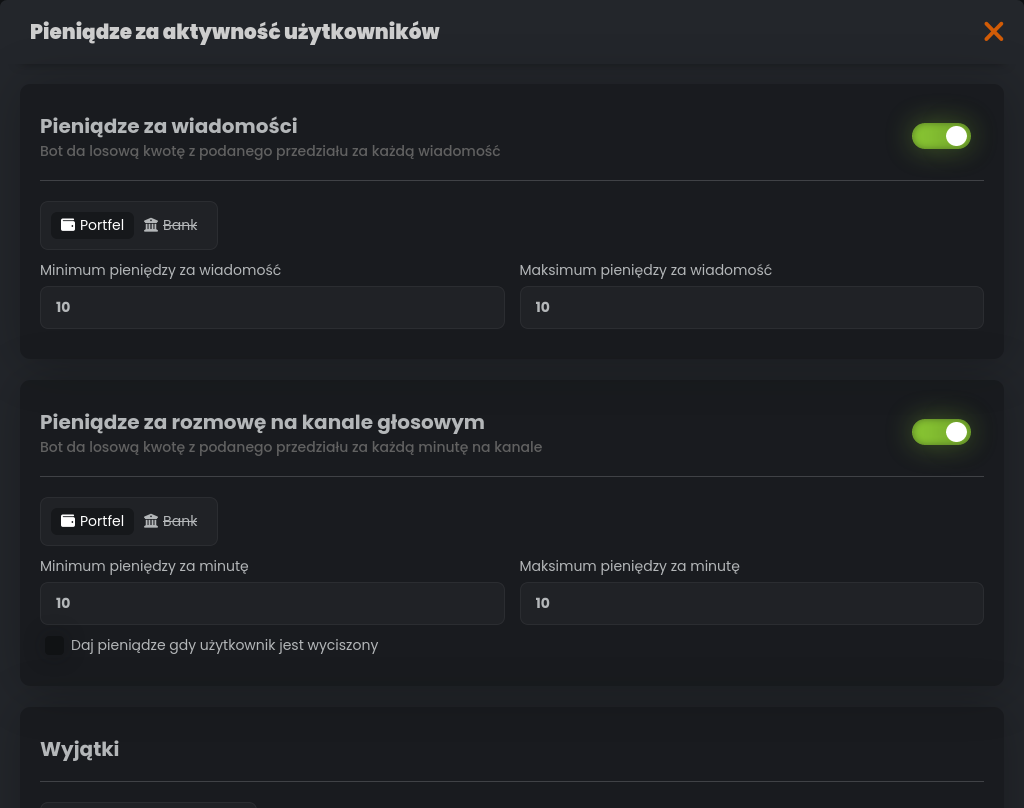 Pieniądze za aktywność użytkowników
Pieniądze za wiadomości
Bot da losową kwotę z podanego przedziału za każdą wiadomość
Portfel Bank
Minimum pieniędzy za wiadomość Maksimum pieniędzy za wiadomość
10 10
Pieniądze za rozmowę na kanale głosowym
Bot da losową kwotę z podanego przedziału za każdą minutę na kanale
Portfel Bank
Minimum pieniędzy za minutę Maksimum pieniędzy za minutę
10 10
Daj pieniądze gdy użytkownik jest wyciszony
Wyjątki